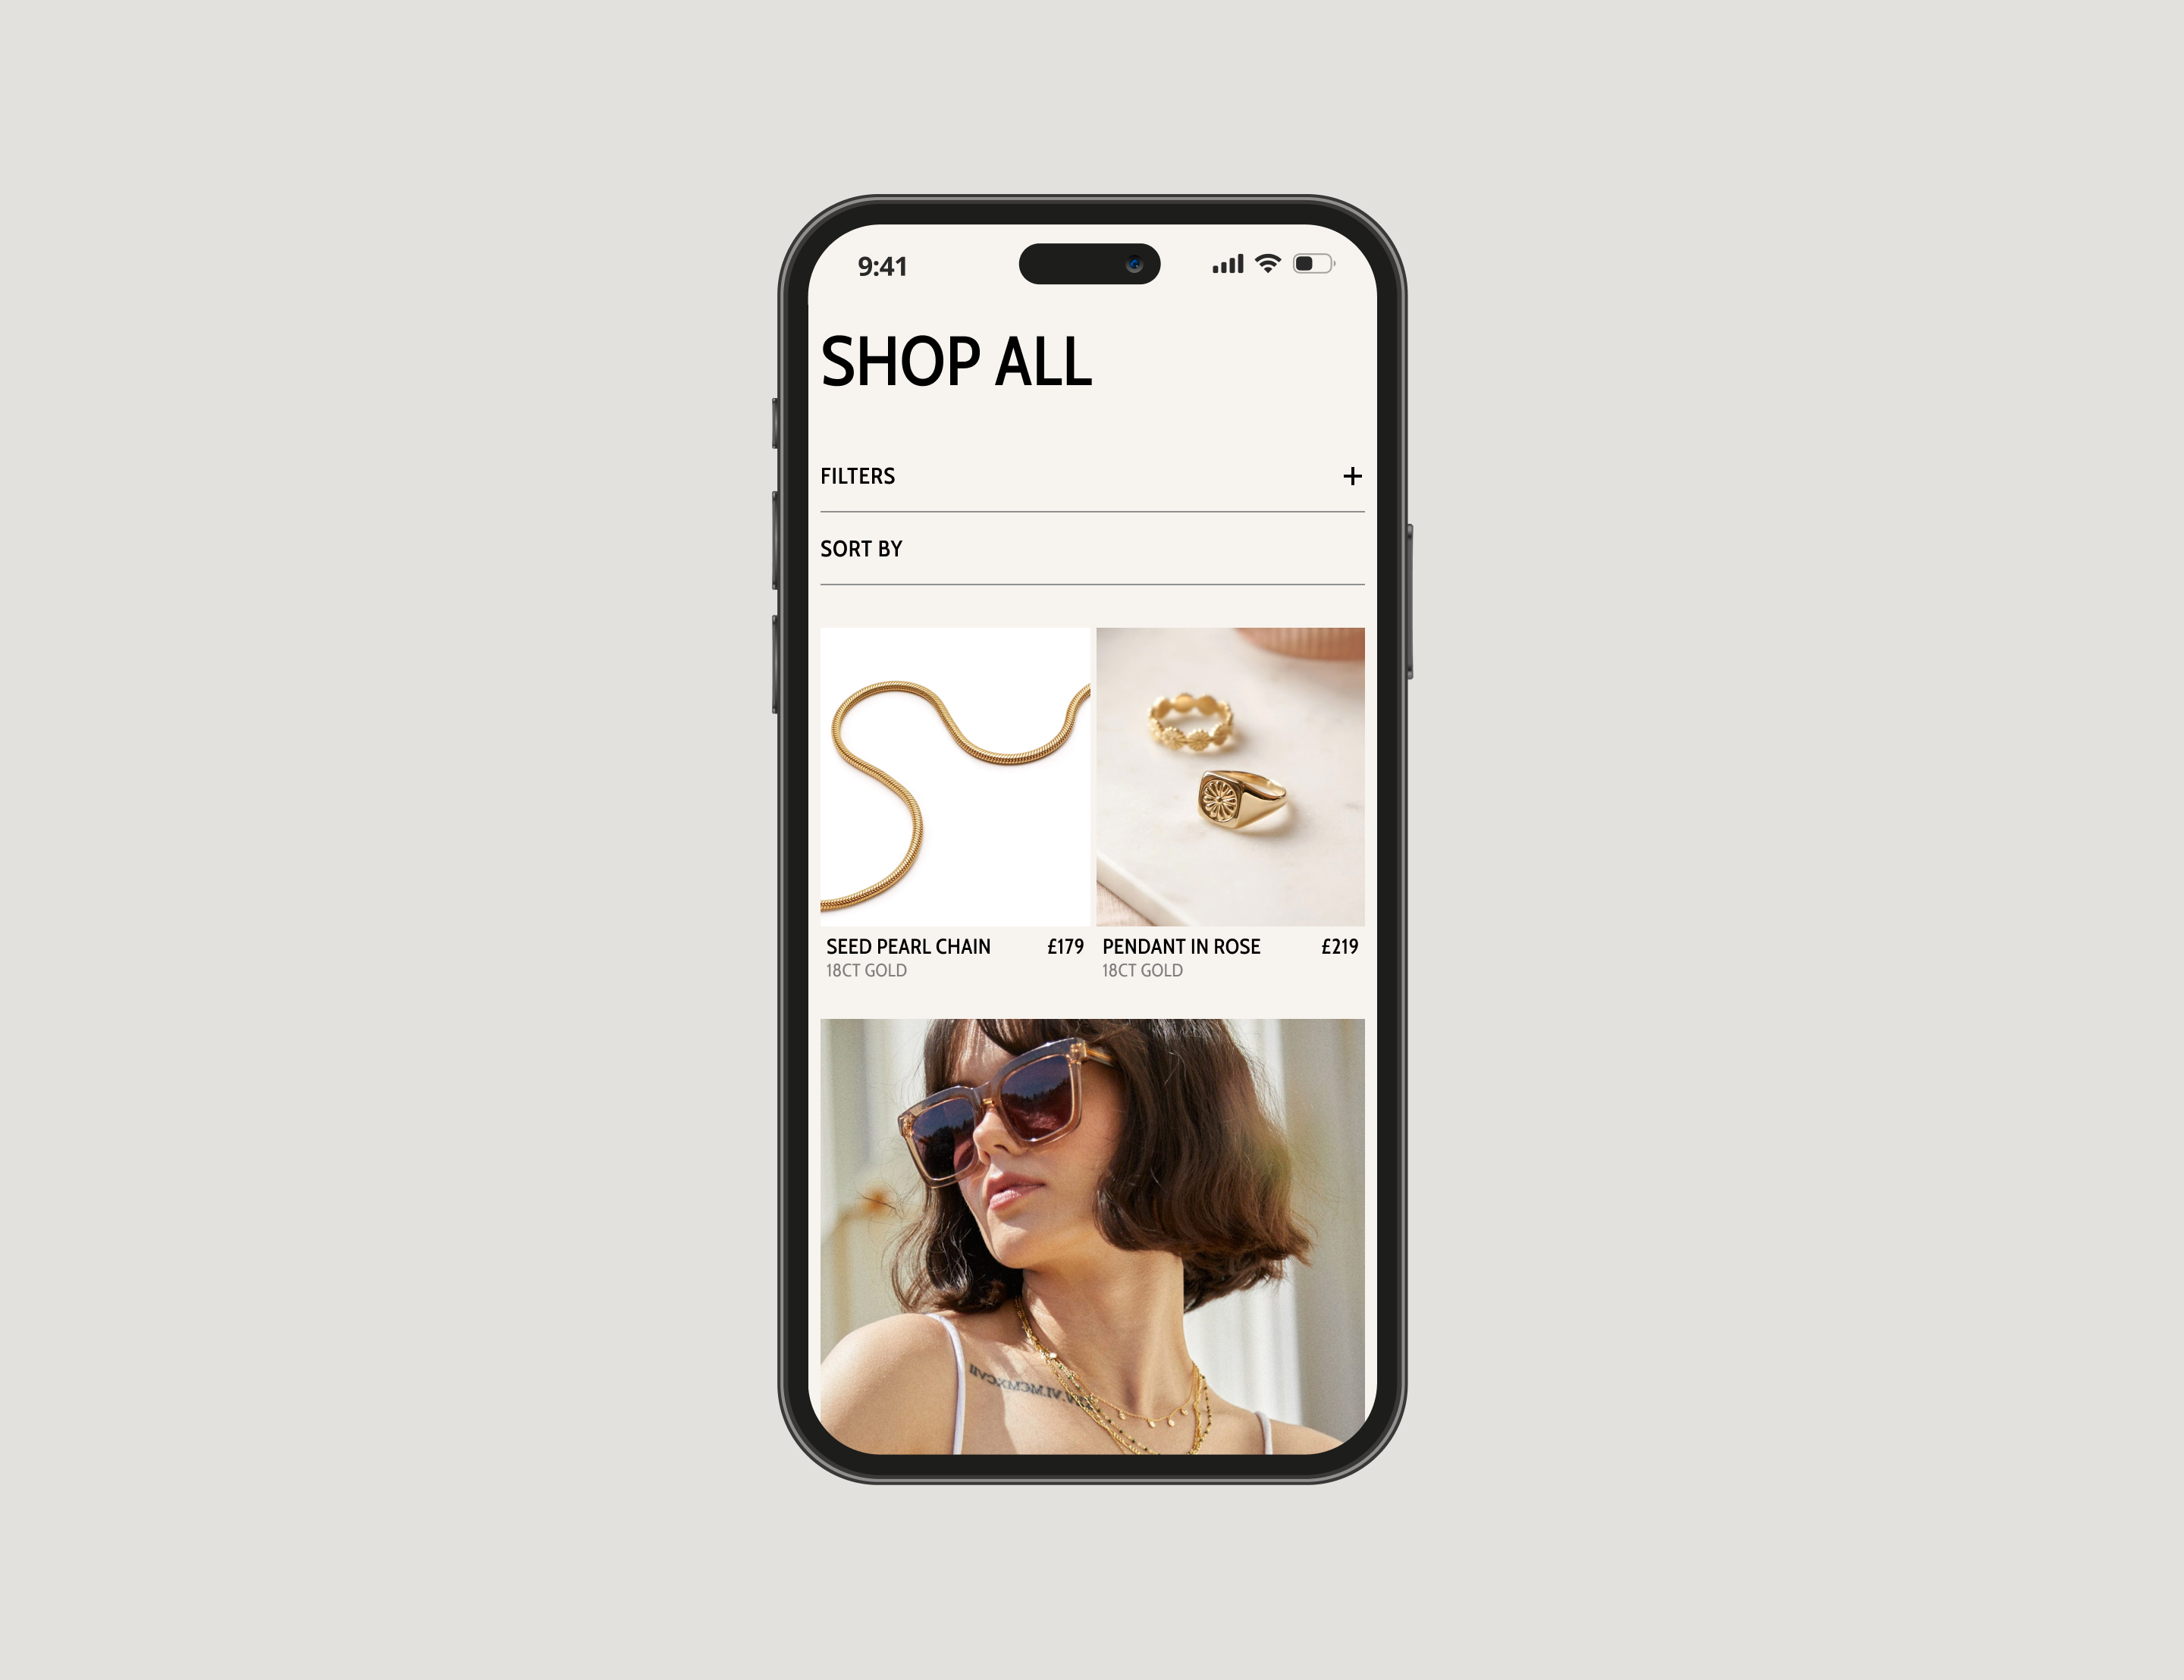 9:41
SHOP ALL
FILTERS
SORT BY
SEED PEARL CHAIN £179
18CT GOLD
PENDANT IN ROSE £219
18CT GOLD